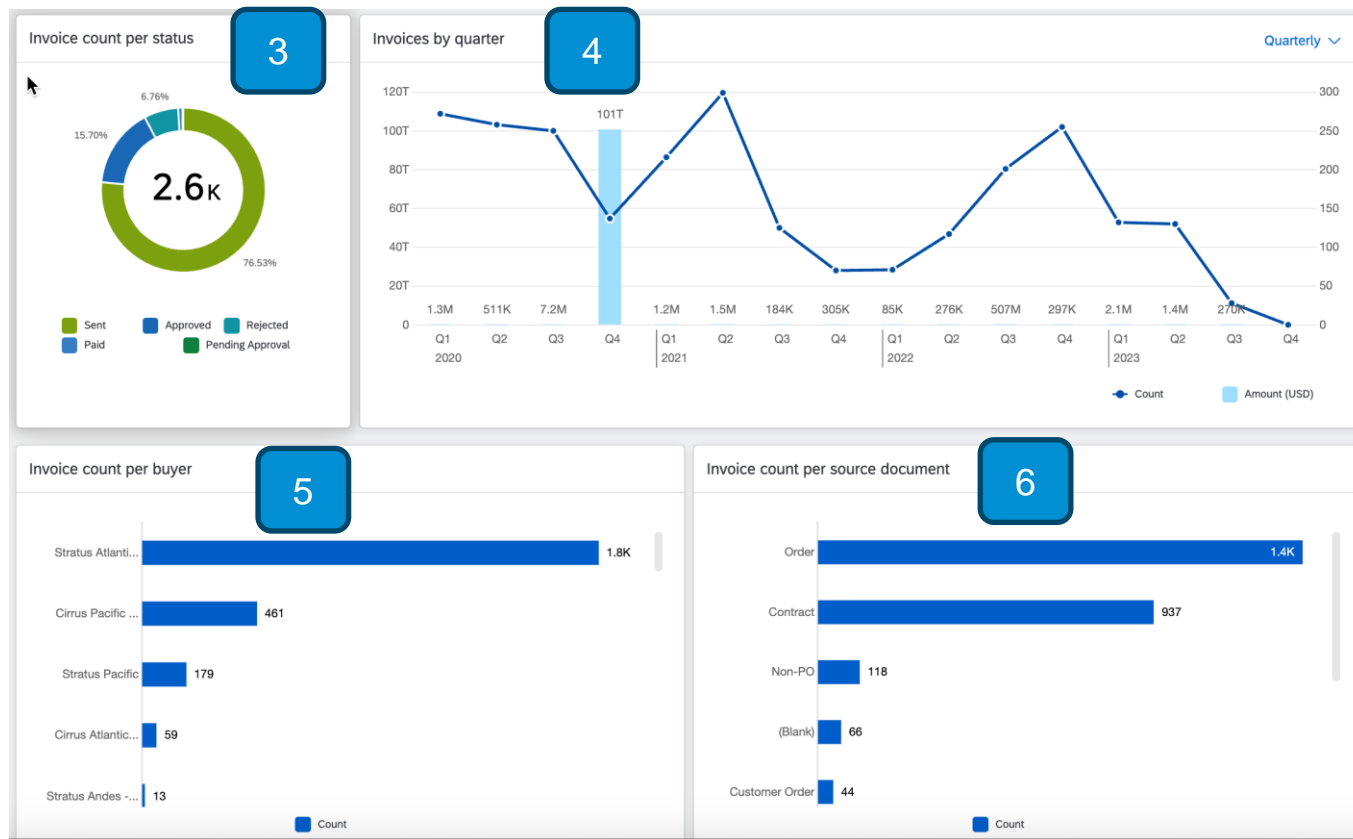 Invoice count per status
3
6.76%
15.70%
2.6K
76.53%
Sent Approved Rejected
Paid Pending Approval
Invoices by quarter
4
Quarterly
120T 300
101T
100T 250
80T 200
60T 150
40T 100
20T 50
1.3M 511K 7.2M 1.2M 1.5M 184K 305K 85K 276K 507M 297K 2.1M 1.4M 270K
0 0
Q1 Q2 Q3 Q4 Q1 Q2 Q3 Q4 Q1 Q2 Q3 Q4 Q1 Q2 Q3 Q4
2020 2021 2022 2023
Count Amount (USD)
Invoice count per buyer
5
Stratus Atlanti... 1.8K
Cirrus Pacific ... 461
Stratus Pacific 179
Cirrus Atlantic... 59
Stratus Andes -... 13
Count
Invoice count per source document
6
Order 1.4K
Contract 937
Non-PO 118
(Blank) 66
Customer Order 44
Count